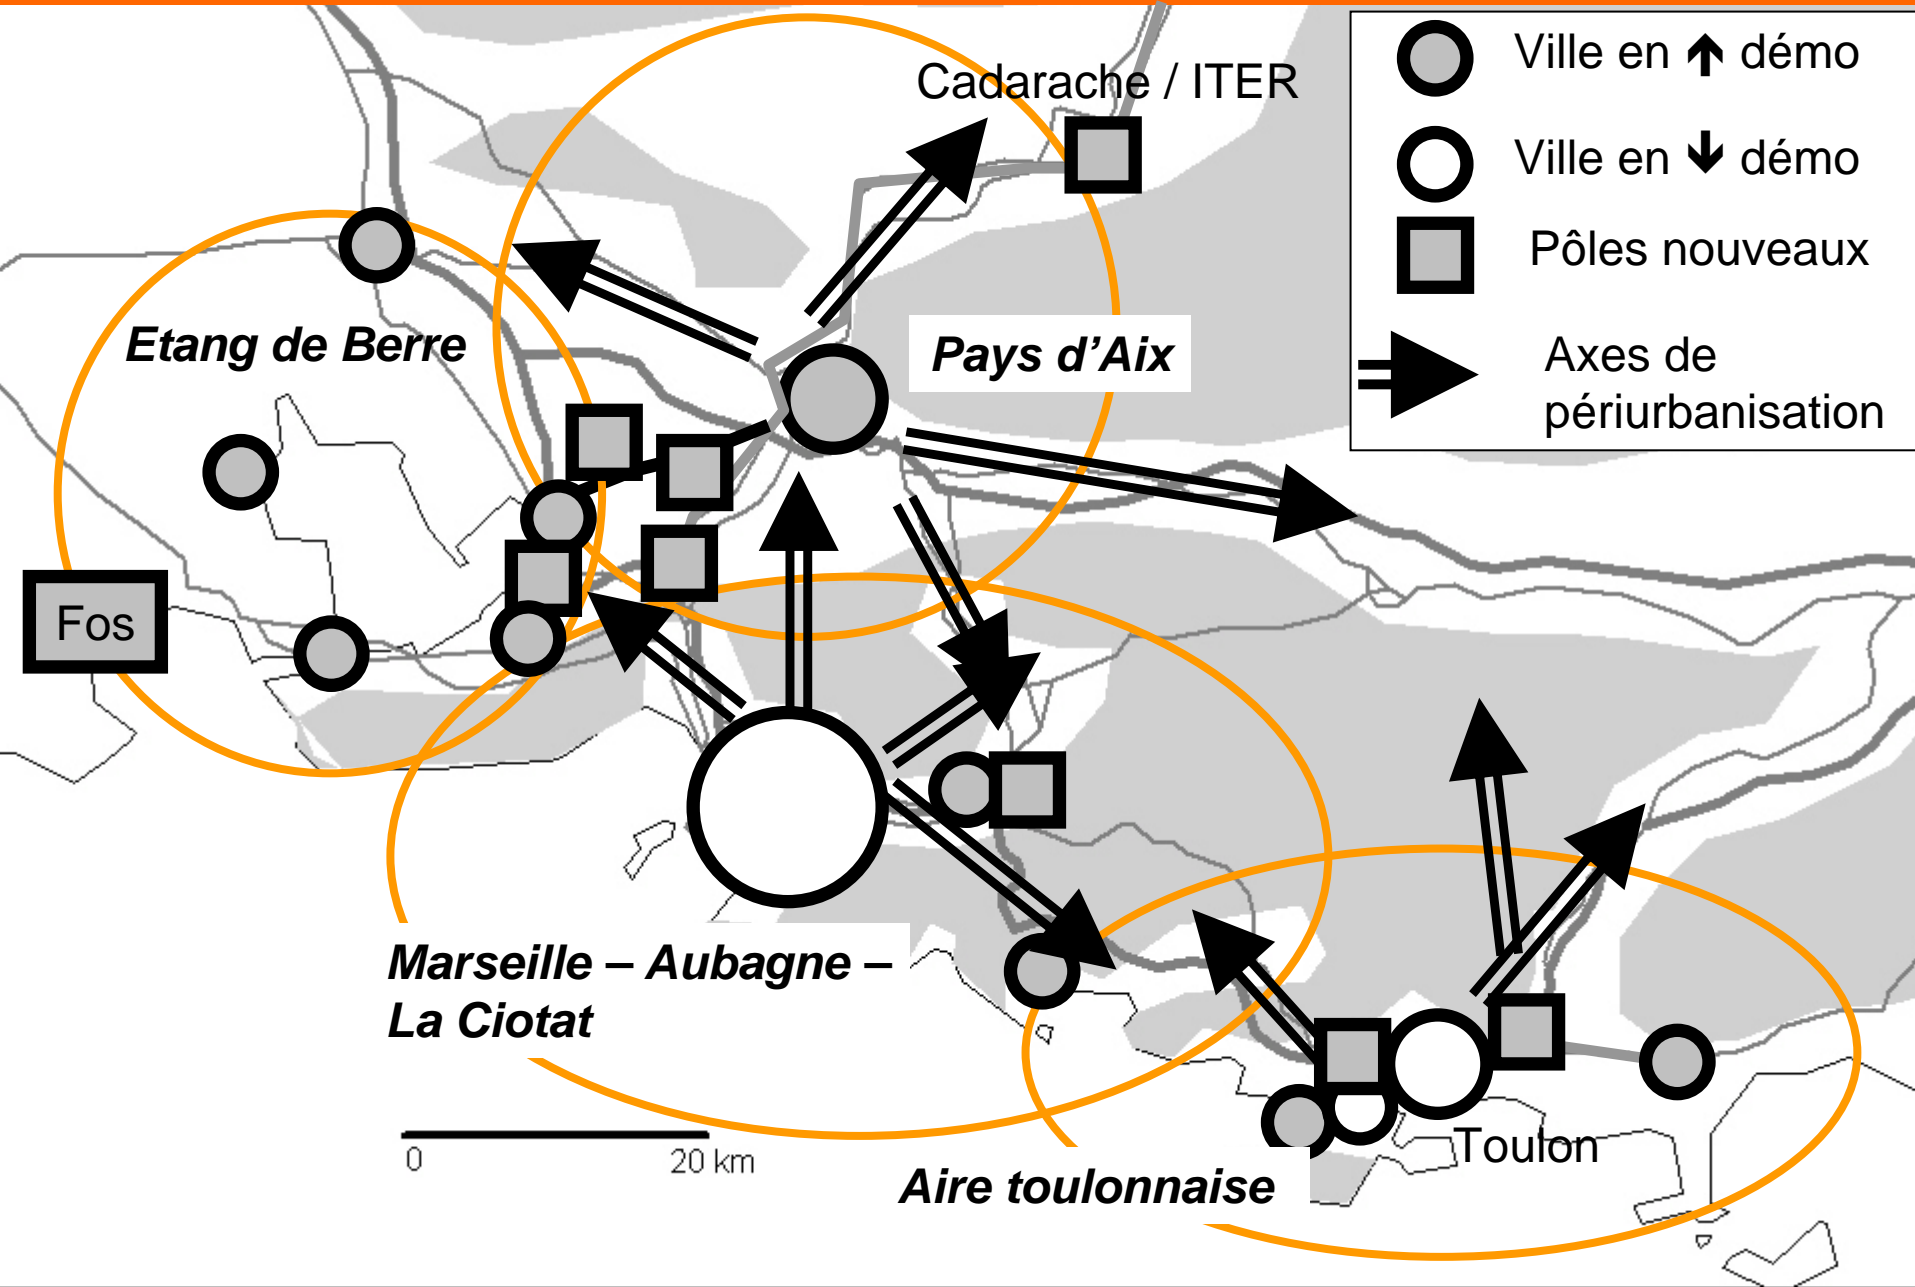 Cadarache / ITER
Ville en ↑ démo
Ville en ↓ démo
Pôles nouveaux
Axes de
périurbanisation
Etang de Berre
Pays d’Aix
Fos
Marseille – Aubagne –
La Ciotat
Toulon
Aire toulonnaise
0 20 km